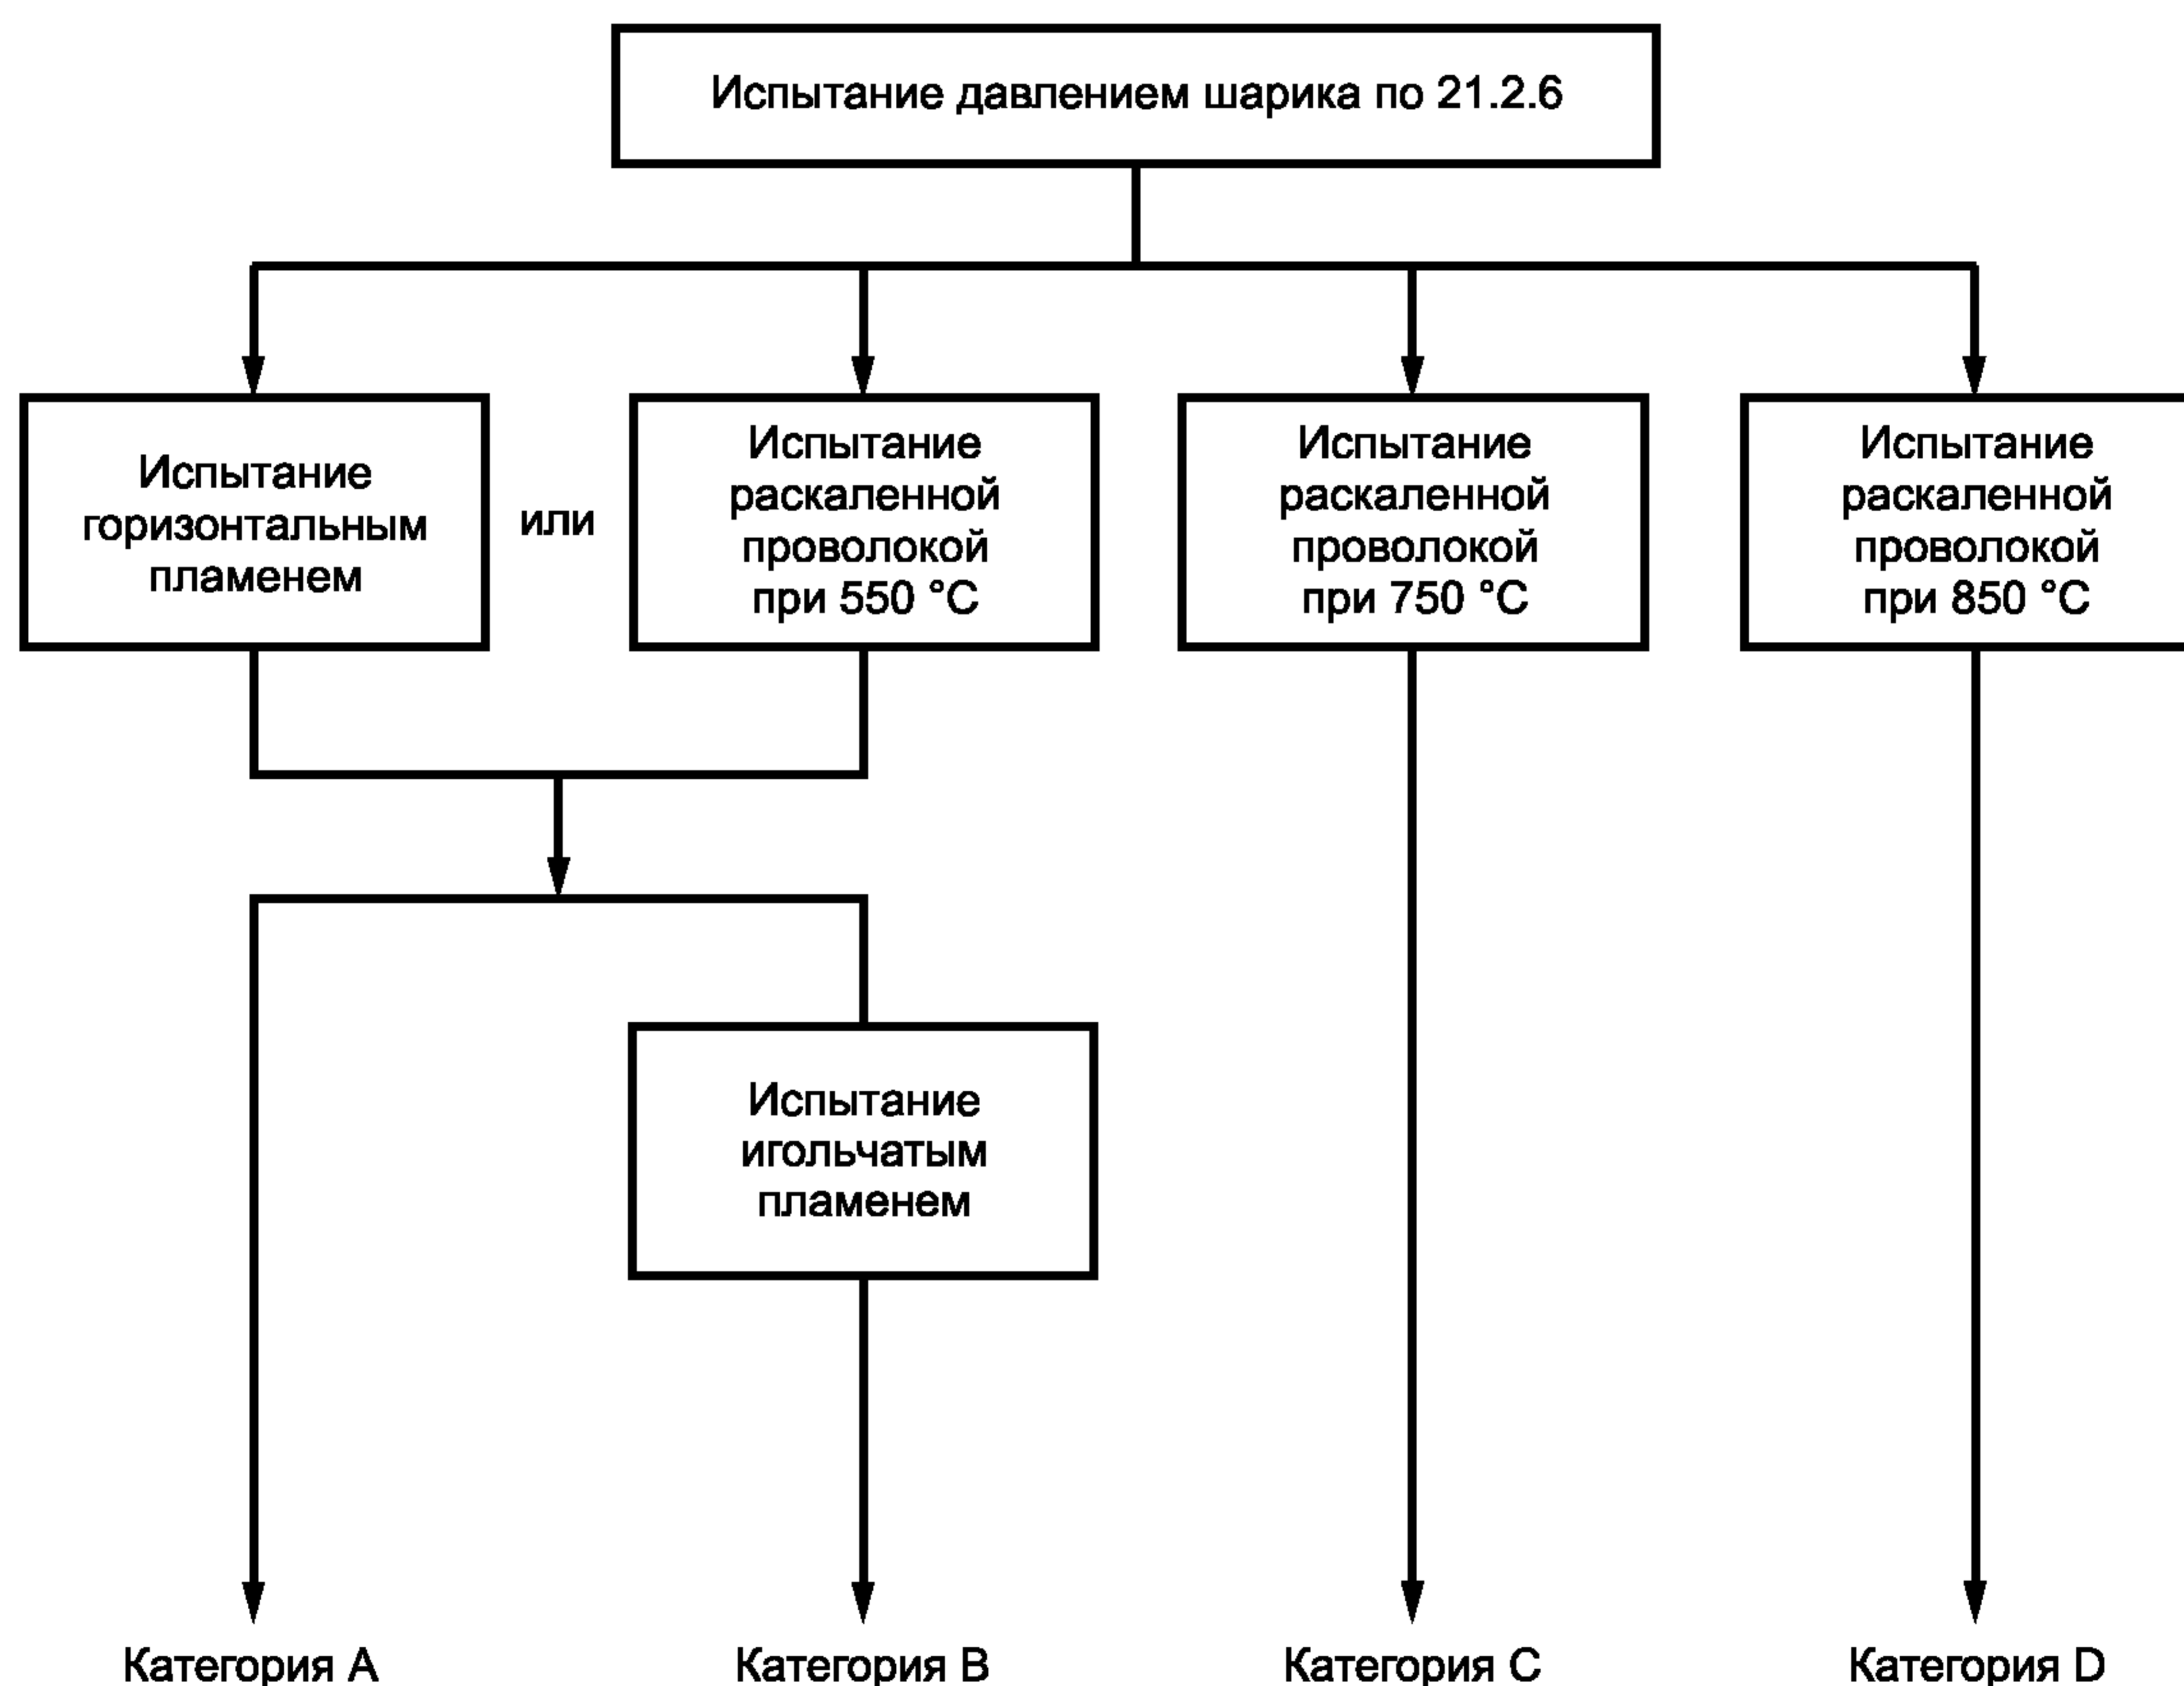 Испытание давлением шарика по 21.2.6
Испытание
горизонтальным
пламенем
или
Испытание
раскаленной
проволокой
при 550 °C
Испытание
раскаленной
проволокой
при 750 °C
Испытание
раскаленной
проволокой
при 850 °C
Испытание
игольчатым
пламенем
Категория A
Категория B
Категория C
Категория D